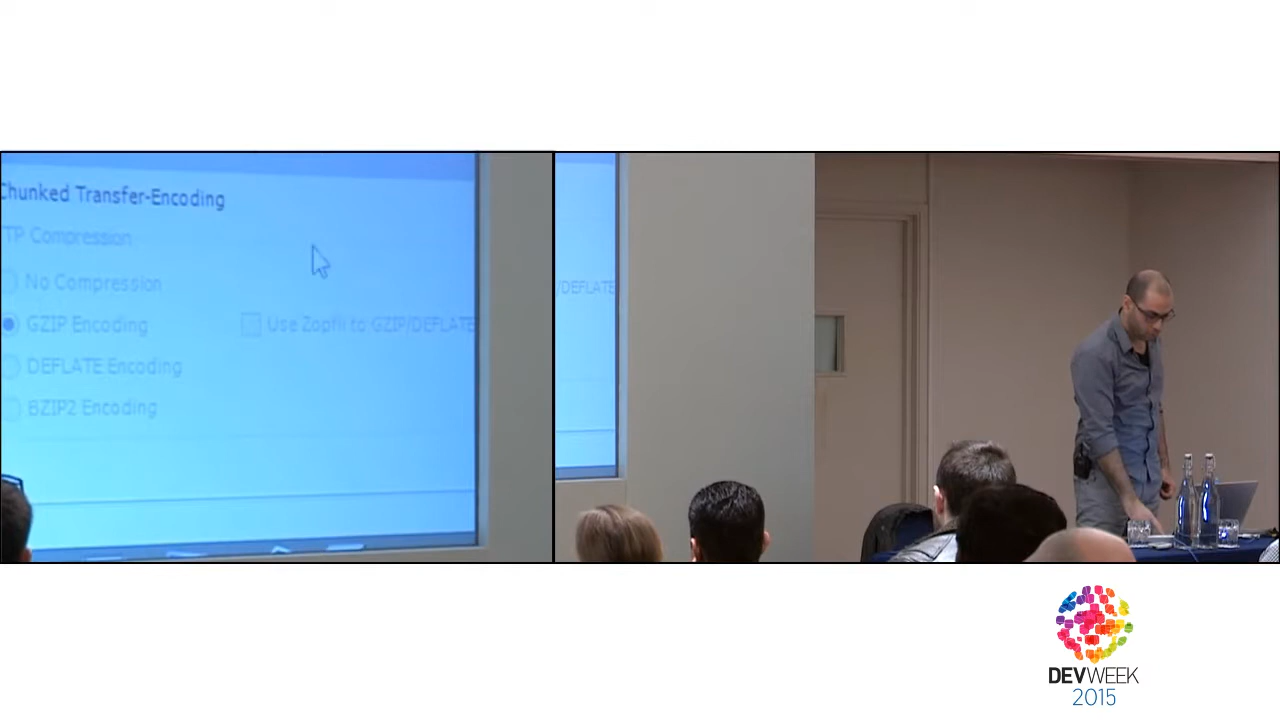 Chunked Transfer-Encoding
TP Compression
No Compression
GZIP Encoding
Use Zopfli to GZIP/DEFLATE
DEFLATE Encoding
BZIP2 Encoding
/DEFLATE
DEVWEEK
2015